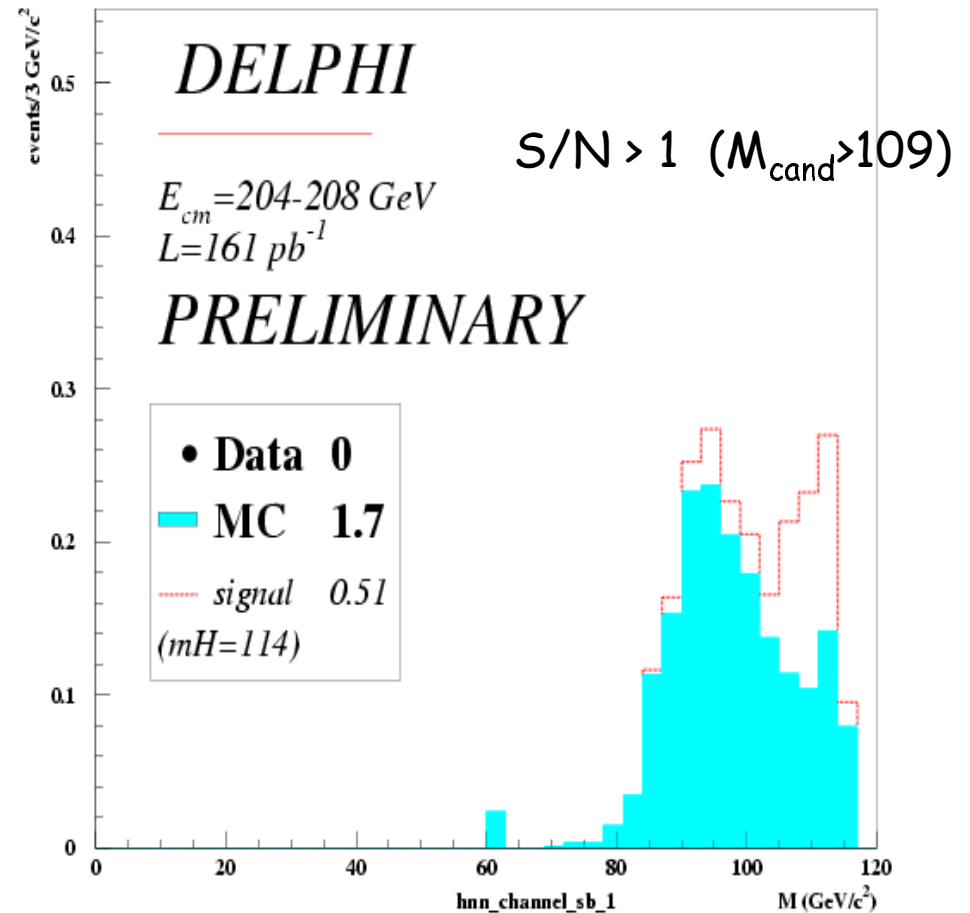 events/3 GeV/c²
DELPHI
S/N > 1 (M_cand>109)
E_cm=204-208 GeV
L=161 pb⁻¹
PRELIMINARY
Data 0
MC 1.7
signal 0.51
(mH=114)
0.5
0.4
0.3
0.2
0.1
0
0 20 40 60 80 100 120
hnn_channel_sb_1 M (GeV/c²)